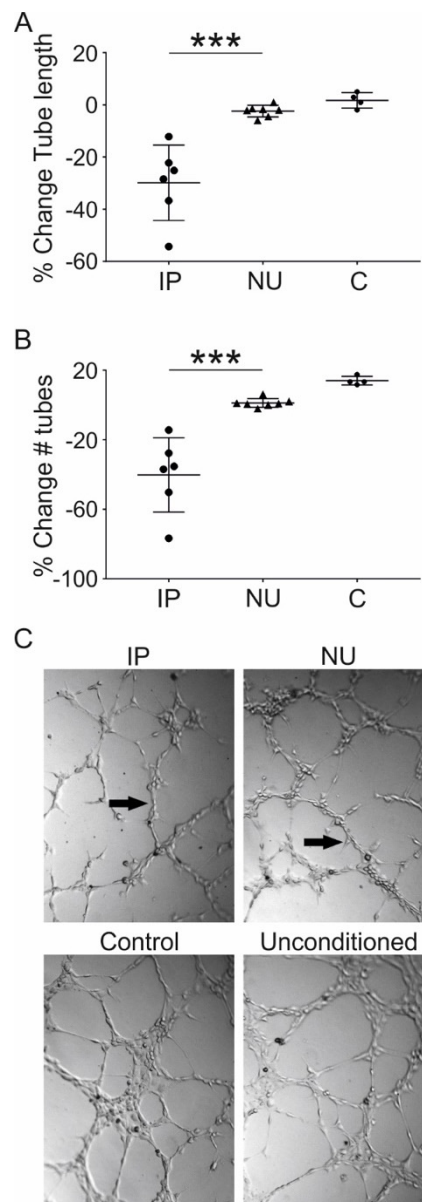 A
% Change Tube length
20
0
-20
-40
-60
***
IP NU C
B
% Change # tubes
20
-20
-60
-100
***
IP NU C
C
IP NU
Control Unconditioned